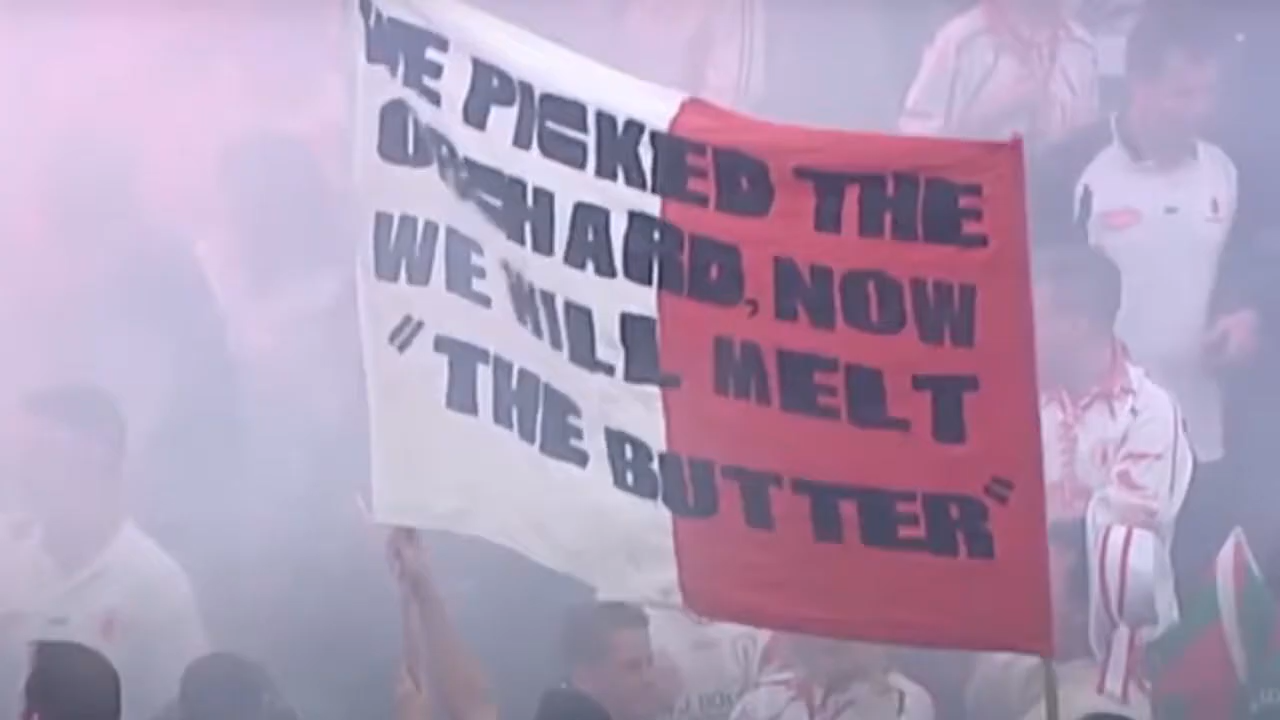 WE PICKED THE
ORCHARD, NOW
WE WILL MELT
"THE BUTTER"